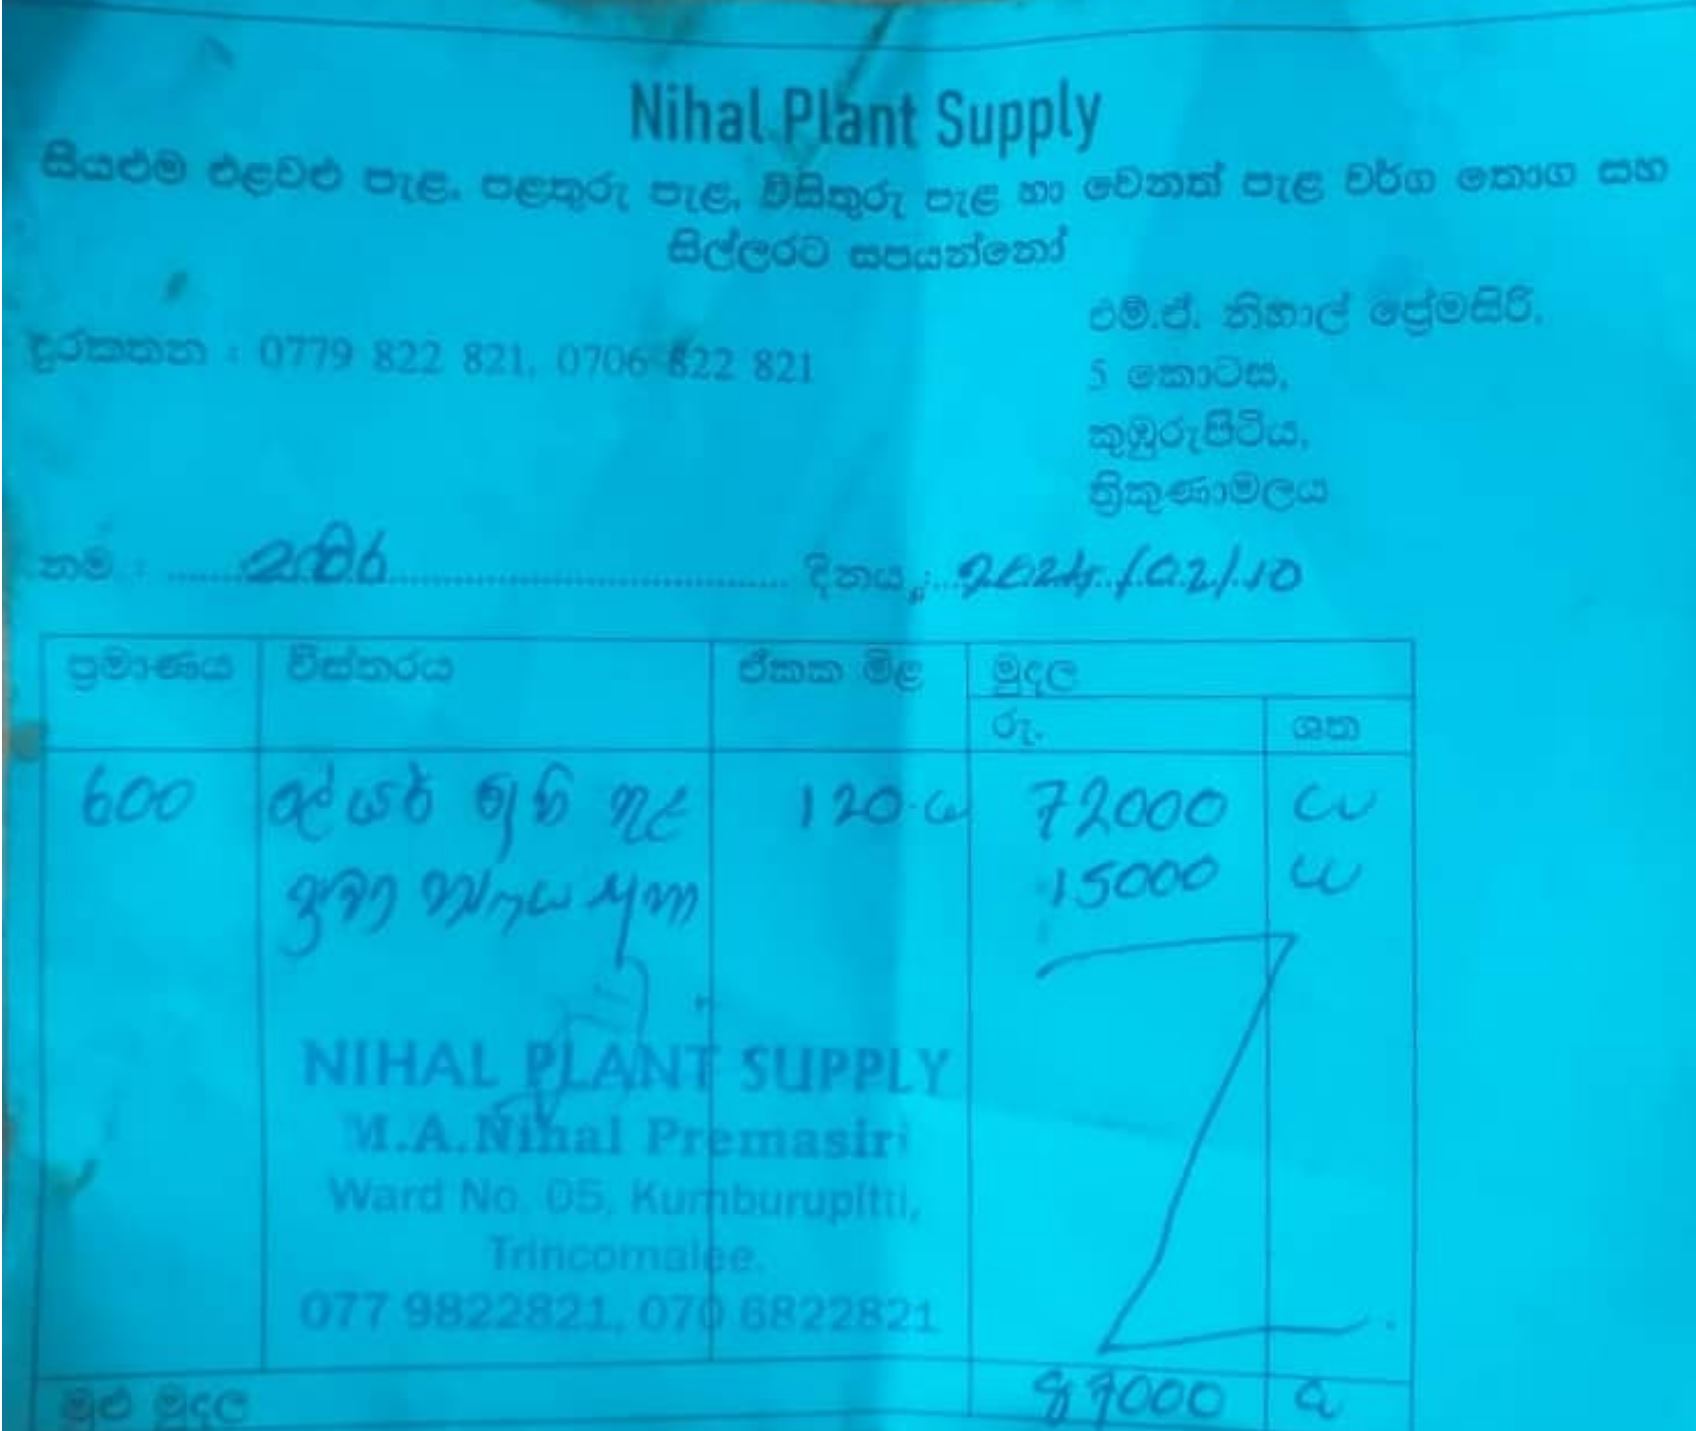 Nihal Plant Supply
සියළුම එළවළු පැළ, පළතුරු පැළ, විසිතුරු පැළ හා වෙනත් පැළ වර්ග තොග සහ
සිල්ලරට සපයන්නෝ
එම්.ඒ. නිහාල් ප්‍රේමසිරි,
දුරකතන : 0779 822 821, 0706 822 821
5 කොටස,
කුඹුරුපිටිය,
ත්‍රිකුණාමලය
නම : දිනය : 2024/02/10
ප්‍රමාණය විස්තරය ඒකක මිළ මුදල
රු. ශත
600 120 72000
15000
NIHAL PLANT SUPPLY
M.A.Nihal Premasiri
Ward No. 05, Kumburupitti,
Trincomalee.
077 9822821, 070 6822821
මුළු මුදල 87000